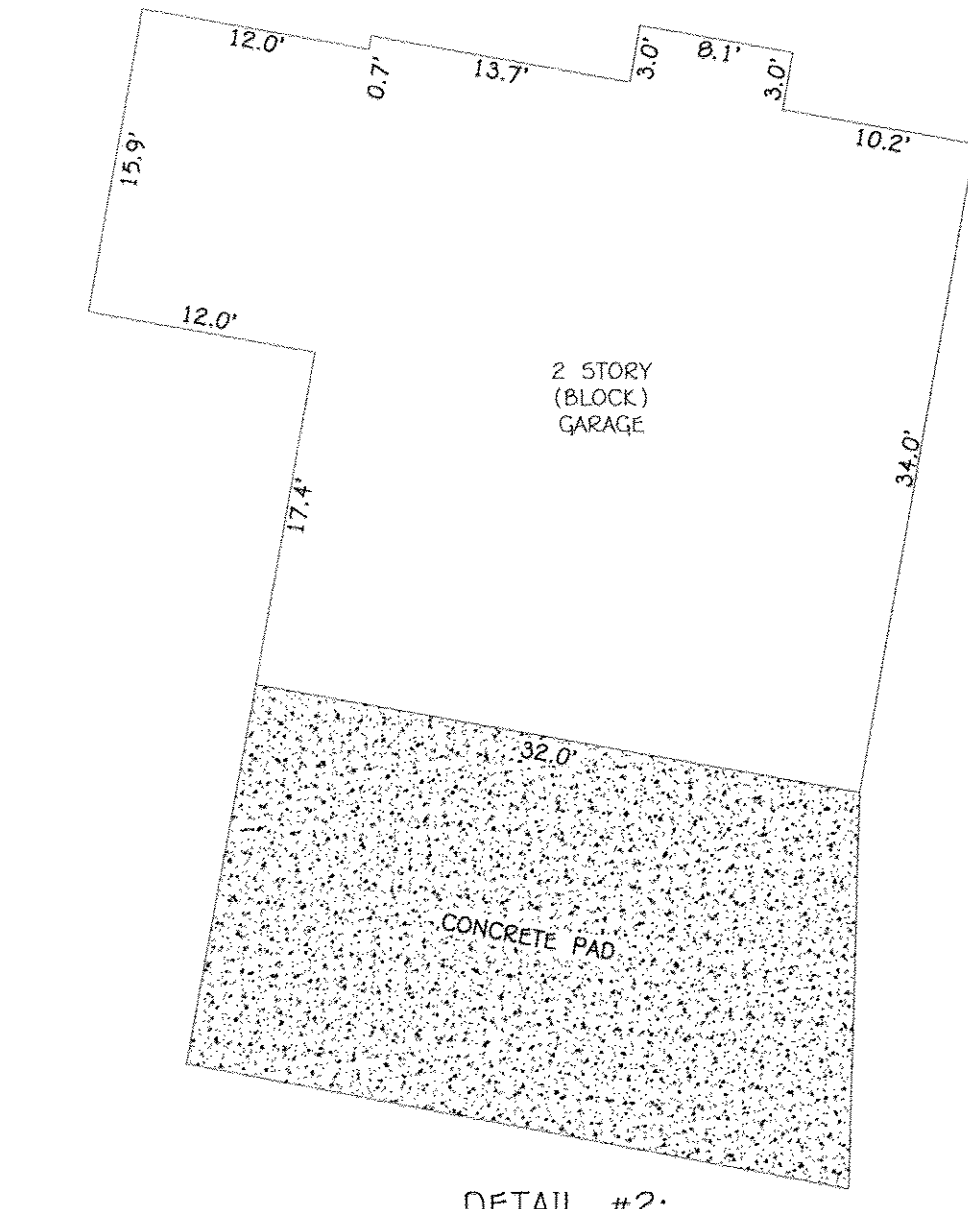 12.0'
0.7'
13.7'
3.0'
8.1'
3.0'
10.2'
15.9'
12.0'
2 STORY
(BLOCK)
GARAGE
34.0'
17.4'
32.0'
CONCRETE PAD
DETAIL #2: